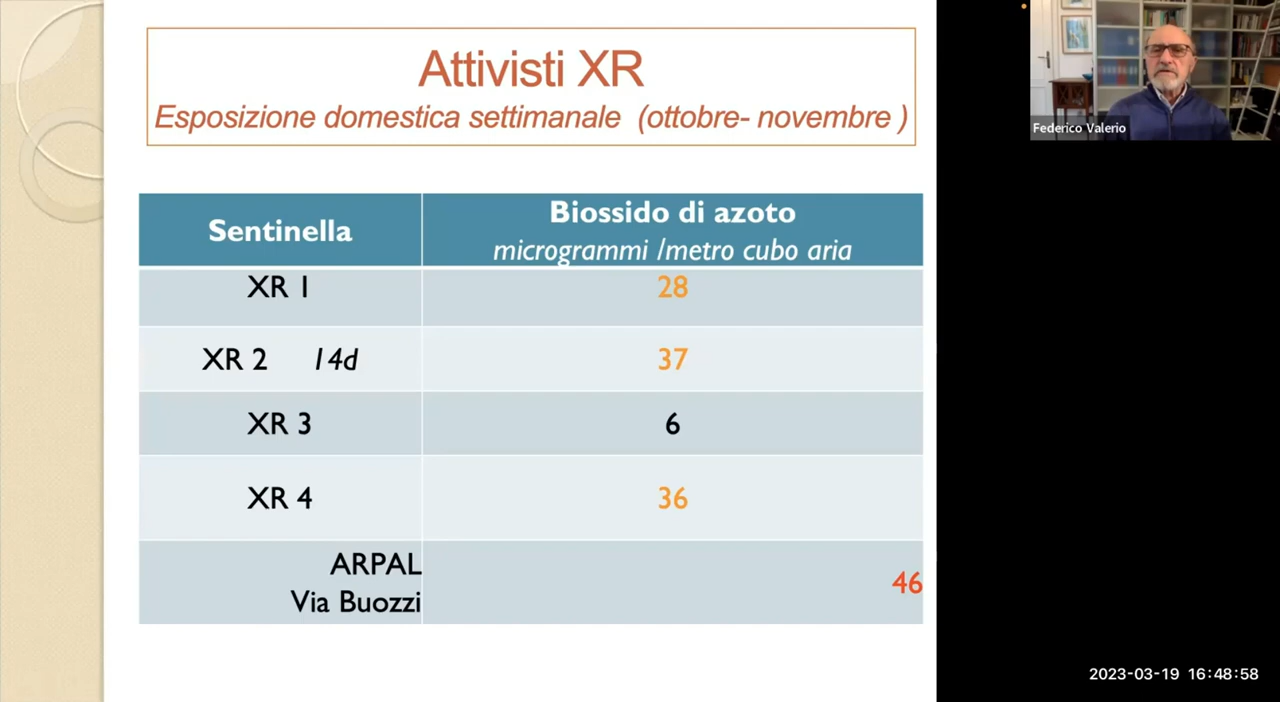 Attivisti XR
Esposizione domestica settimanale (ottobre- novembre )
Sentinella
Biossido di azoto
microgrammi /metro cubo aria
XR 1
28
XR 2 14d
37
XR 3
6
XR 4
36
ARPAL
Via Buozzi
46
Federico Valerio
2023-03-19 16:48:58